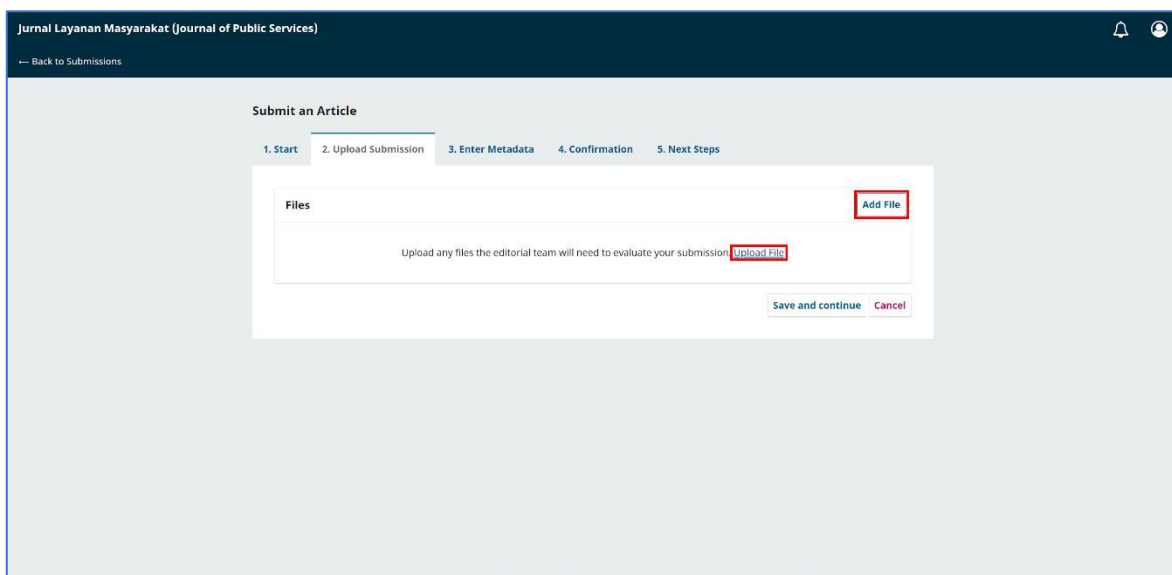 Jurnal Layanan Masyarakat (Journal of Public Services)
← Back to Submissions
Submit an Article
1. Start 2. Upload Submission 3. Enter Metadata 4. Confirmation 5. Next Steps
Files Add File
Upload any files the editorial team will need to evaluate your submission. Upload File
Save and continue Cancel